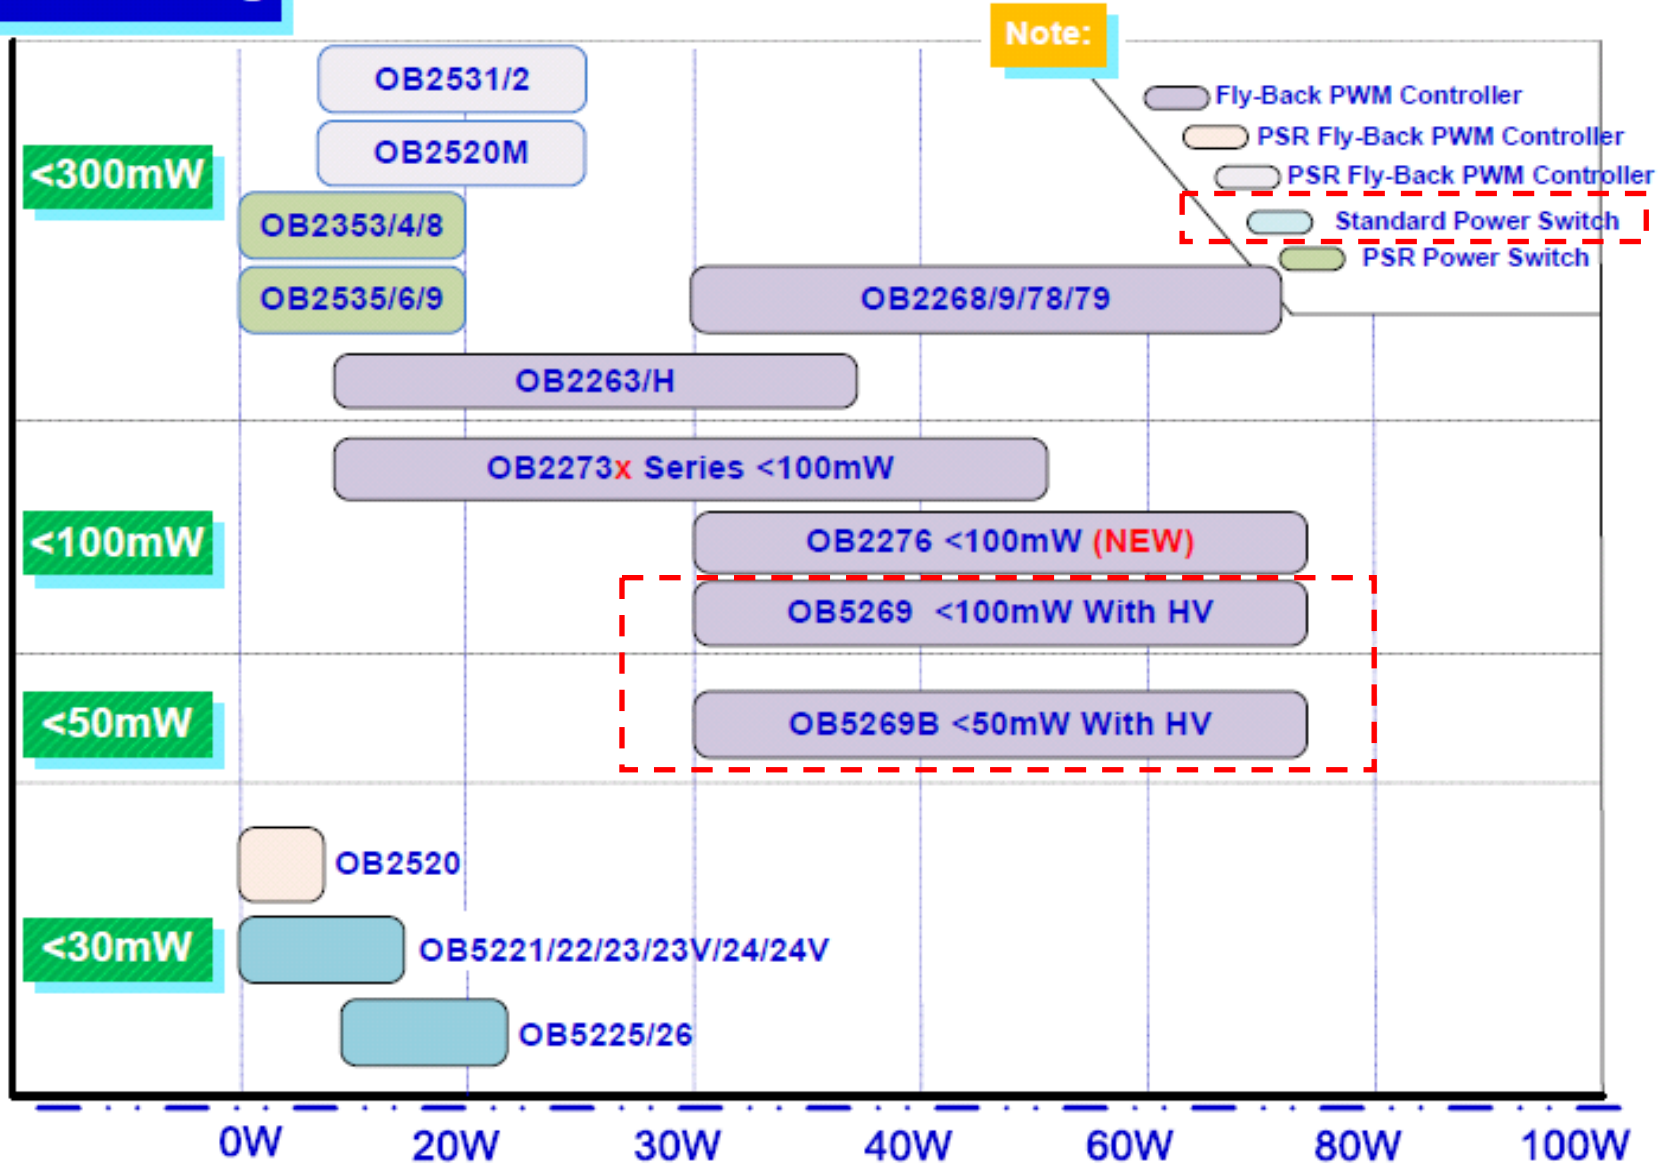 Note:
Fly-Back PWM Controller
PSR Fly-Back PWM Controller
PSR Fly-Back PWM Controller
Standard Power Switch
PSR Power Switch
<300mW
OB2531/2
OB2520M
OB2353/4/8
OB2535/6/9
OB2268/9/78/79
OB2263/H
<100mW
OB2273x Series <100mW
OB2276 <100mW (NEW)
OB5269 <100mW With HV
<50mW
OB5269B <50mW With HV
<30mW
OB2520
OB5221/22/23/23V/24/24V
OB5225/26
0W 20W 30W 40W 60W 80W 100W